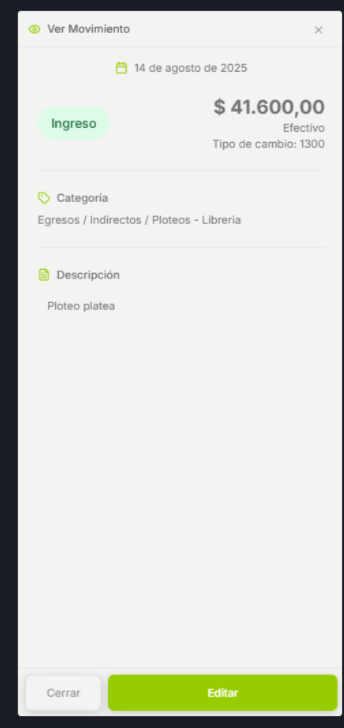 Ver Movimiento
14 de agosto de 2025
Ingreso
$ 41.600,00
Efectivo
Tipo de cambio: 1300
Categoría
Egresos / Indirectos / Ploteos - Libreria
Descripción
Ploteo platea
Cerrar
Editar